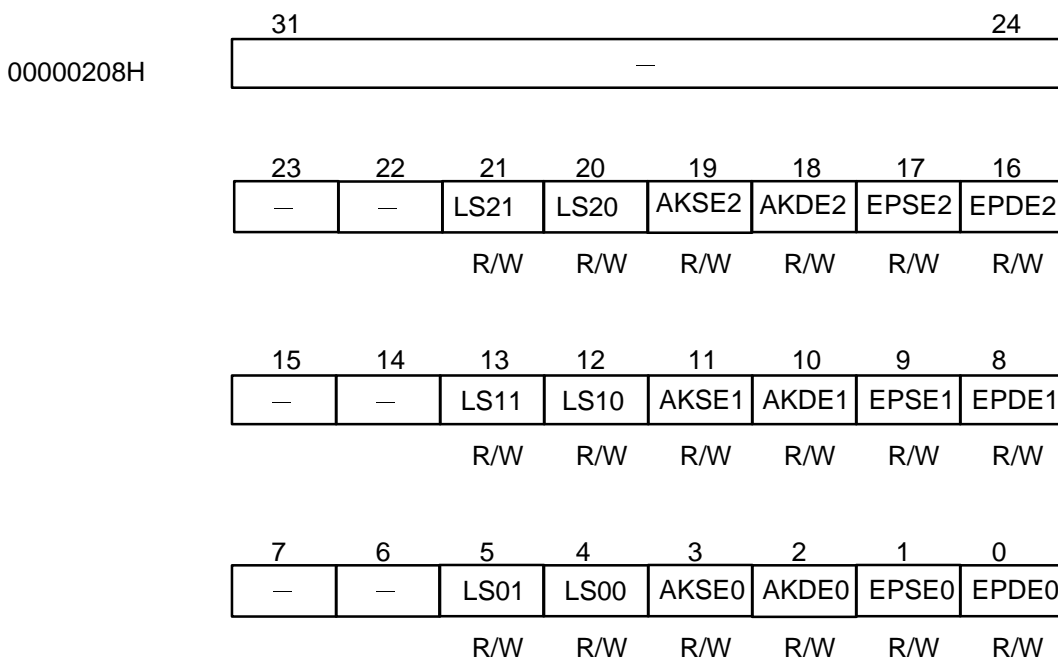 31 24
00000208H —
23 22 21 20 19 18 17 16
— — LS21 LS20 AKSE2 AKDE2 EPSE2 EPDE2
R/W R/W R/W R/W R/W R/W
15 14 13 12 11 10 9 8
— — LS11 LS10 AKSE1 AKDE1 EPSE1 EPDE1
R/W R/W R/W R/W R/W R/W
7 6 5 4 3 2 1 0
— — LS01 LS00 AKSE0 AKDE0 EPSE0 EPDE0
R/W R/W R/W R/W R/W R/W